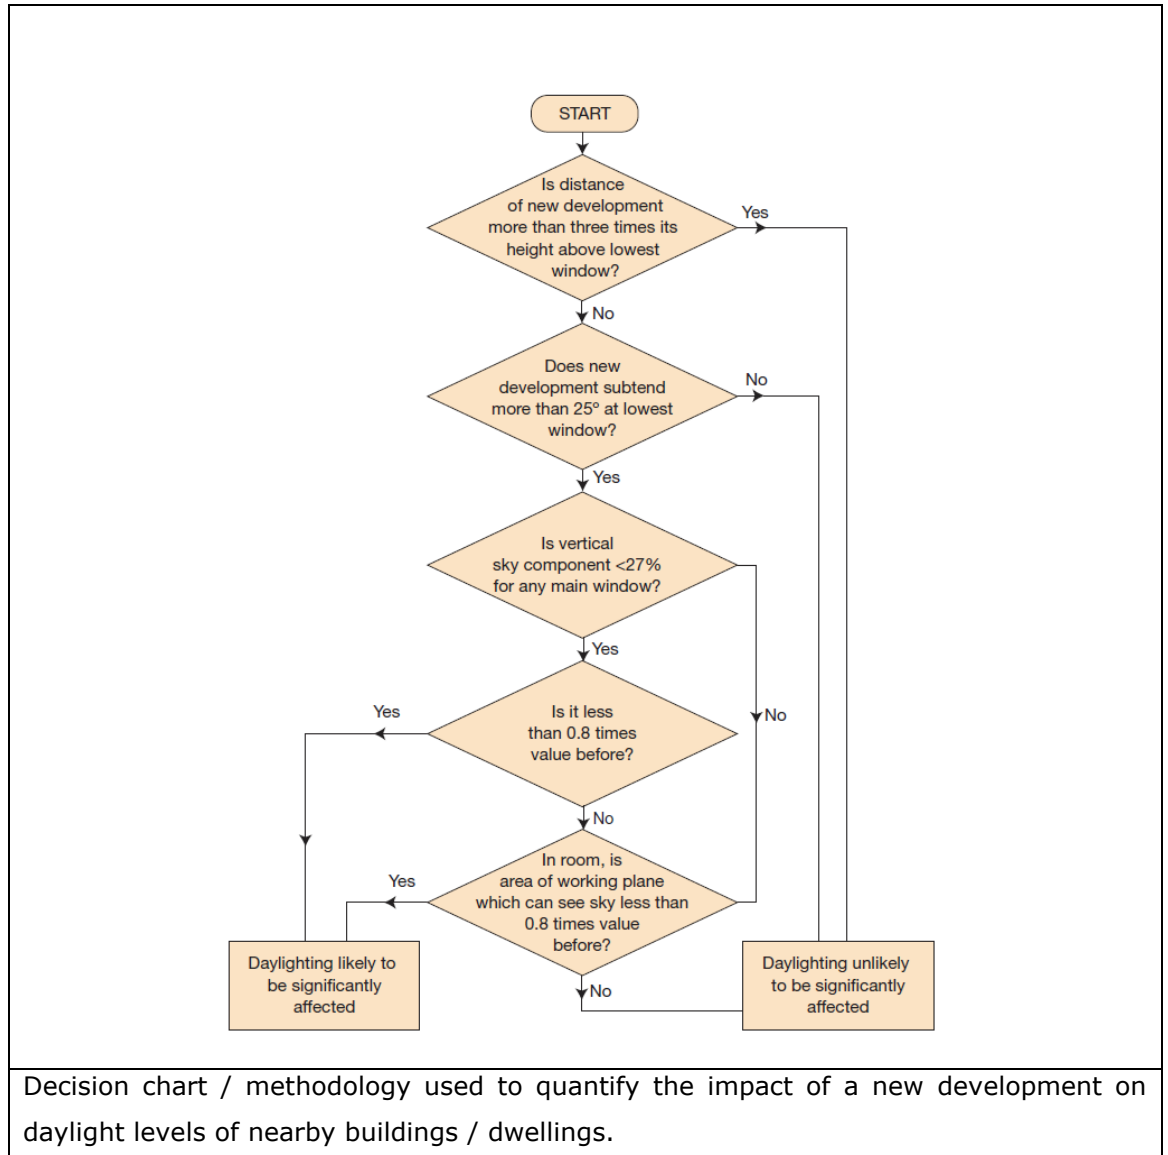 START
Is distance
of new development
more than three times its
height above lowest
window?
Yes
No
Does new
development subtend
more than 25º at lowest
window?
No
Yes
Is vertical
sky component <27%
for any main window?
Yes
No
Is it less
than 0.8 times
value before?
Yes
No
In room, is
area of working plane
which can see sky less than
0.8 times value
before?
Yes
No
Daylighting likely to
be significantly
affected
Daylighting unlikely
to be significantly
affected
Decision chart / methodology used to quantify the impact of a new development on
daylight levels of nearby buildings / dwellings.